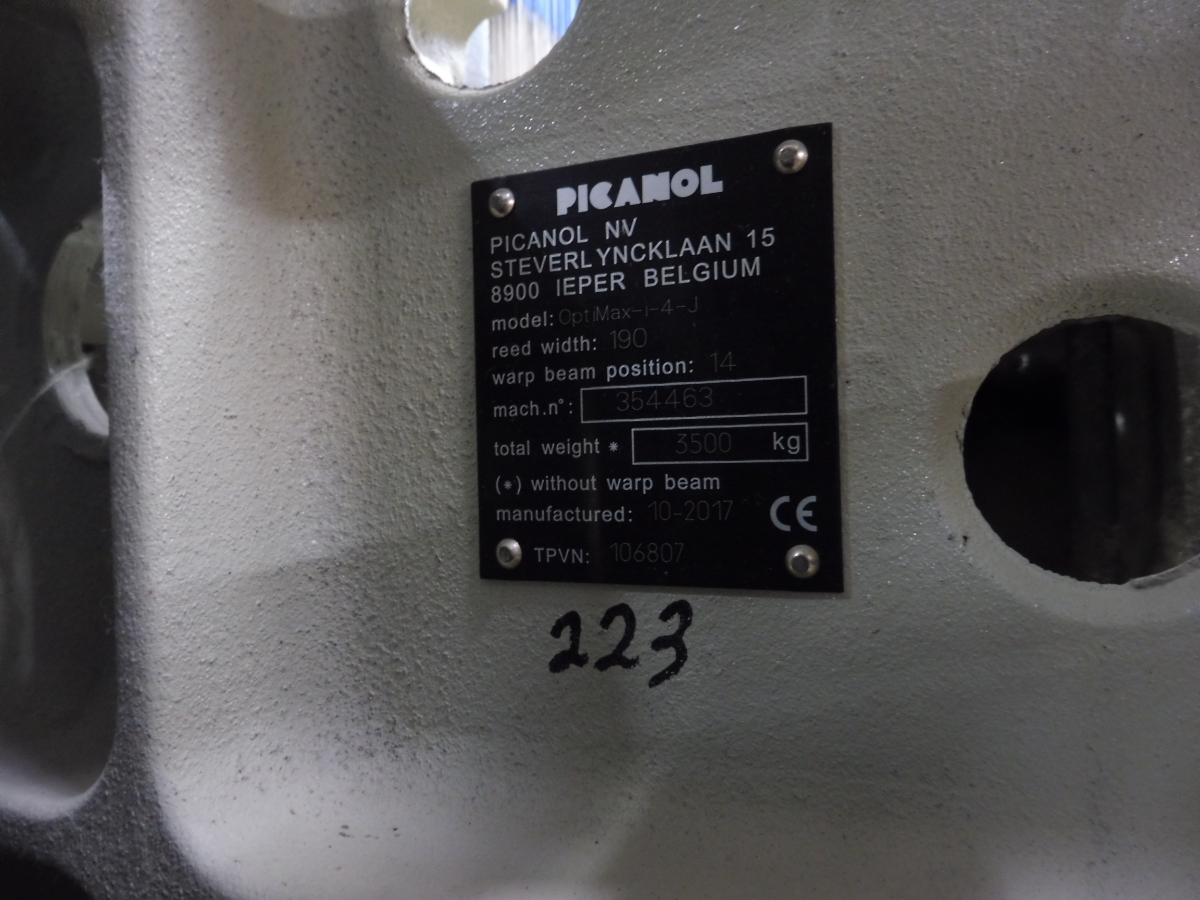 PICANOL
PICANOL NV
STEVERLYNCKLAAN 15
8900 IEPER BELGIUM
model: OptiMax-i-4-J
reed width: 190
warp beam position: 14
mach.n°: 354463
total weight * 3500 kg
(*) without warp beam
manufactured: 10-2017 CE
TPVN: 106807
223